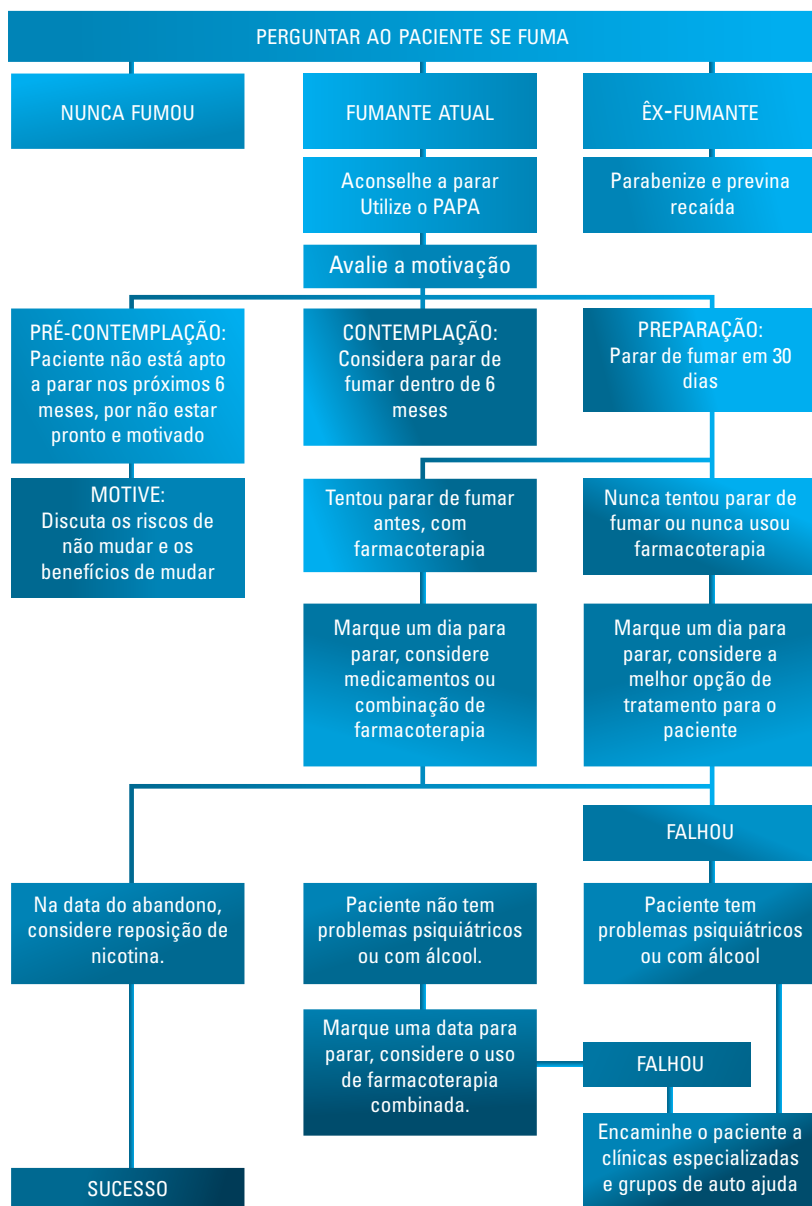 PERGUNTAR AO PACIENTE SE FUMA
NUNCA FUMOU
FUMANTE ATUAL
ÊX-FUMANTE
Aconselhe a parar
Utilize o PAPA
Parabenize e previna
recaída
Avalie a motivação
PRÉ-CONTEMPLAÇÃO:
Paciente não está apto
a parar nos próximos 6
meses, por não estar
pronto e motivado
CONTEMPLAÇÃO:
Considera parar de
fumar dentro de 6
meses
PREPARAÇÃO:
Parar de fumar em 30
dias
MOTIVE:
Discuta os riscos de
não mudar e os
benefícios de mudar
Tentou parar de fumar
antes, com
farmacoterapia
Nunca tentou parar de
fumar ou nunca usou
farmacoterapia
Marque um dia para
parar, considere
medicamentos ou
combinação de
farmacoterapia
Marque um dia para
parar, considere a
melhor opção de
tratamento para o
paciente
FALHOU
Na data do abandono,
considere reposição de
nicotina.
Paciente não tem
problemas psiquiátricos
ou com álcool.
Paciente tem
problemas psiquiátricos
ou com álcool
Marque uma data para
parar, considere o uso
de farmacoterapia
combinada.
FALHOU
Encaminhe o paciente a
clínicas especializadas
e grupos de auto ajuda
SUCESSO